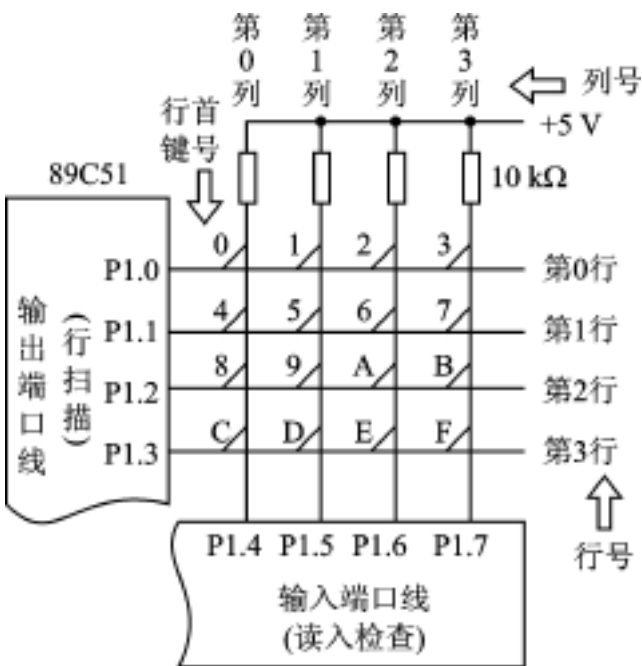 第0列
第1列
第2列
第3列
列号
行首键号
+5 V
89C51
10 kΩ
0 1 2 3
P1.0
第0行
4 5 6 7
P1.1
第1行
8 9 A B
P1.2
第2行
C D E F
P1.3
第3行
输出端口线
(行扫描)
行号
P1.4 P1.5 P1.6 P1.7
输入端口线
(读入检查)